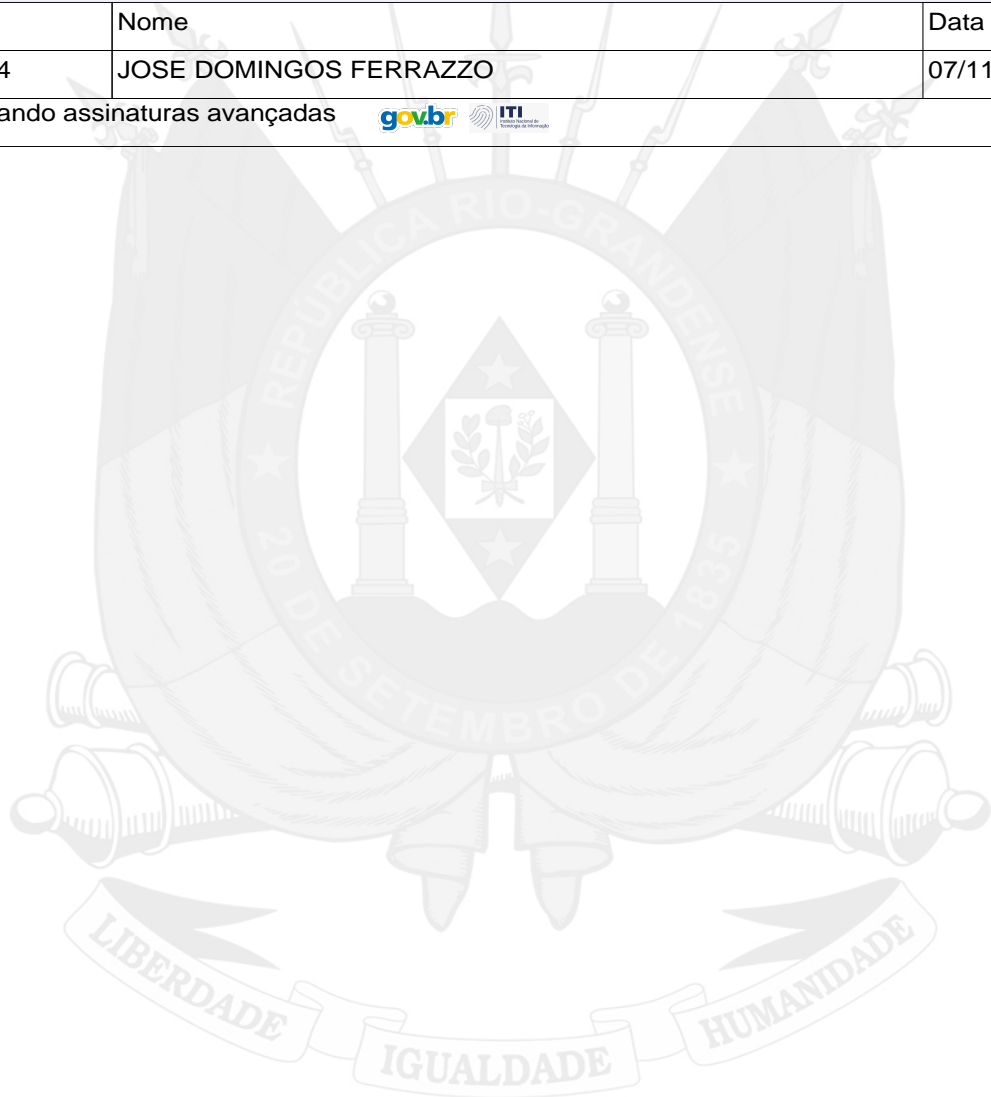 Nome Data
4 JOSE DOMINGOS FERRAZZO 07/11
ando assinaturas avançadas gov.br ITI
REPÚBLICA RIO-GRANDENSE
20 DE SETEMBRO DE 1835
LIBERDADE IGUALDADE HUMANIDADE